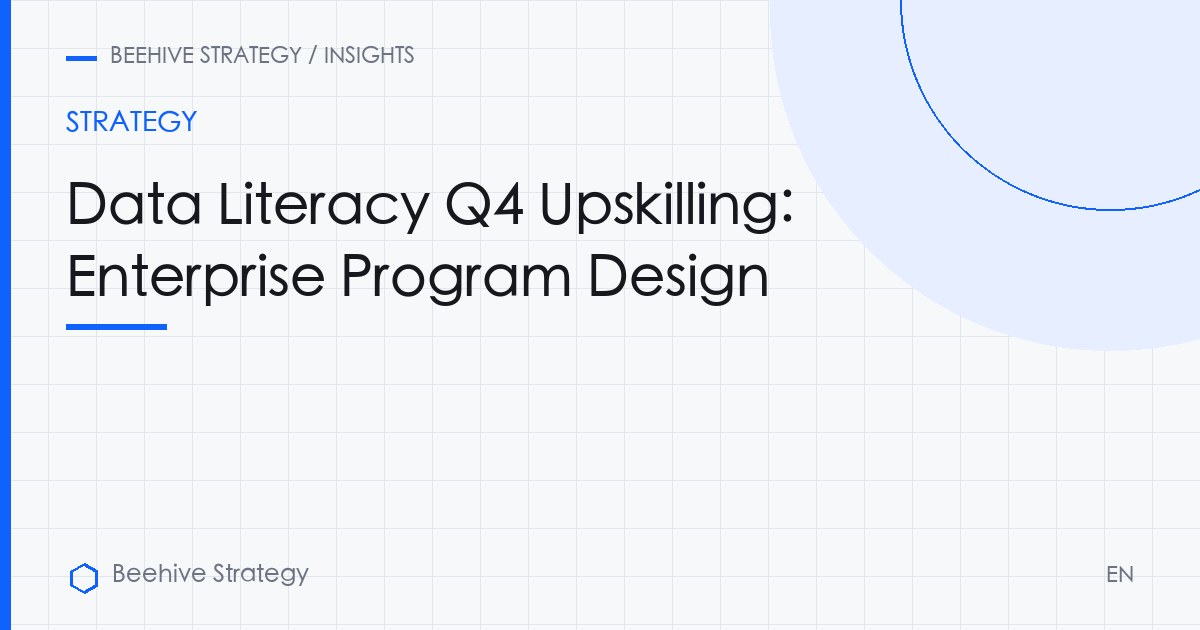 BEEHIVE STRATEGY / INSIGHTS
STRATEGY
Data Literacy Q4 Upskilling:
Enterprise Program Design
Beehive Strategy
EN